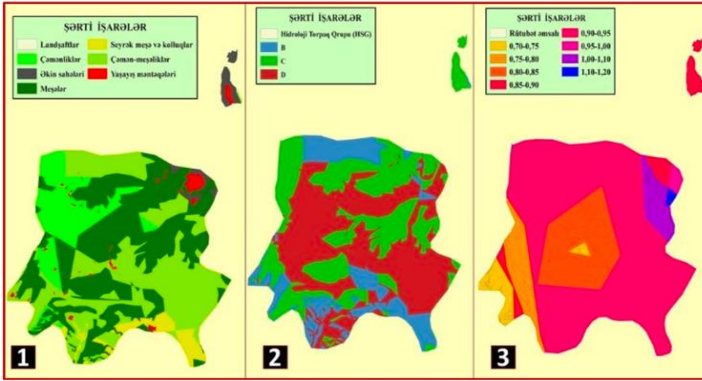 ŞƏRTİ İŞARƏLƏR
Landşaftlar
Çəmənliklər
Əkin sahələri
Meşələr
Seyrək meşə və kolluqlar
Çəmən-meşəliklər
Yaşayış məntəqələri
1
ŞƏRTİ İŞARƏLƏR
Hidroloji Torpaq Qrupu (HSG)
B
C
D
2
ŞƏRTİ İŞARƏLƏR
Rütubət əmsalı
0,70-0,75
0,75-0,80
0,80-0,85
0,85-0,90
0,90-0,95
0,95-1,00
1,00-1,10
1,10-1,20
3